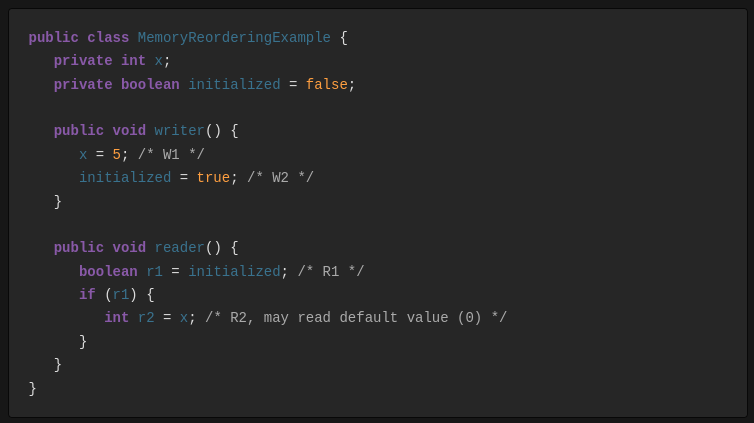 public class MemoryReorderingExample {
   private int x;
   private boolean initialized = false;

   public void writer() {
      x = 5; /* W1 */
      initialized = true; /* W2 */
   }

   public void reader() {
      boolean r1 = initialized; /* R1 */
      if (r1) {
         int r2 = x; /* R2, may read default value (0) */
      }
   }
}